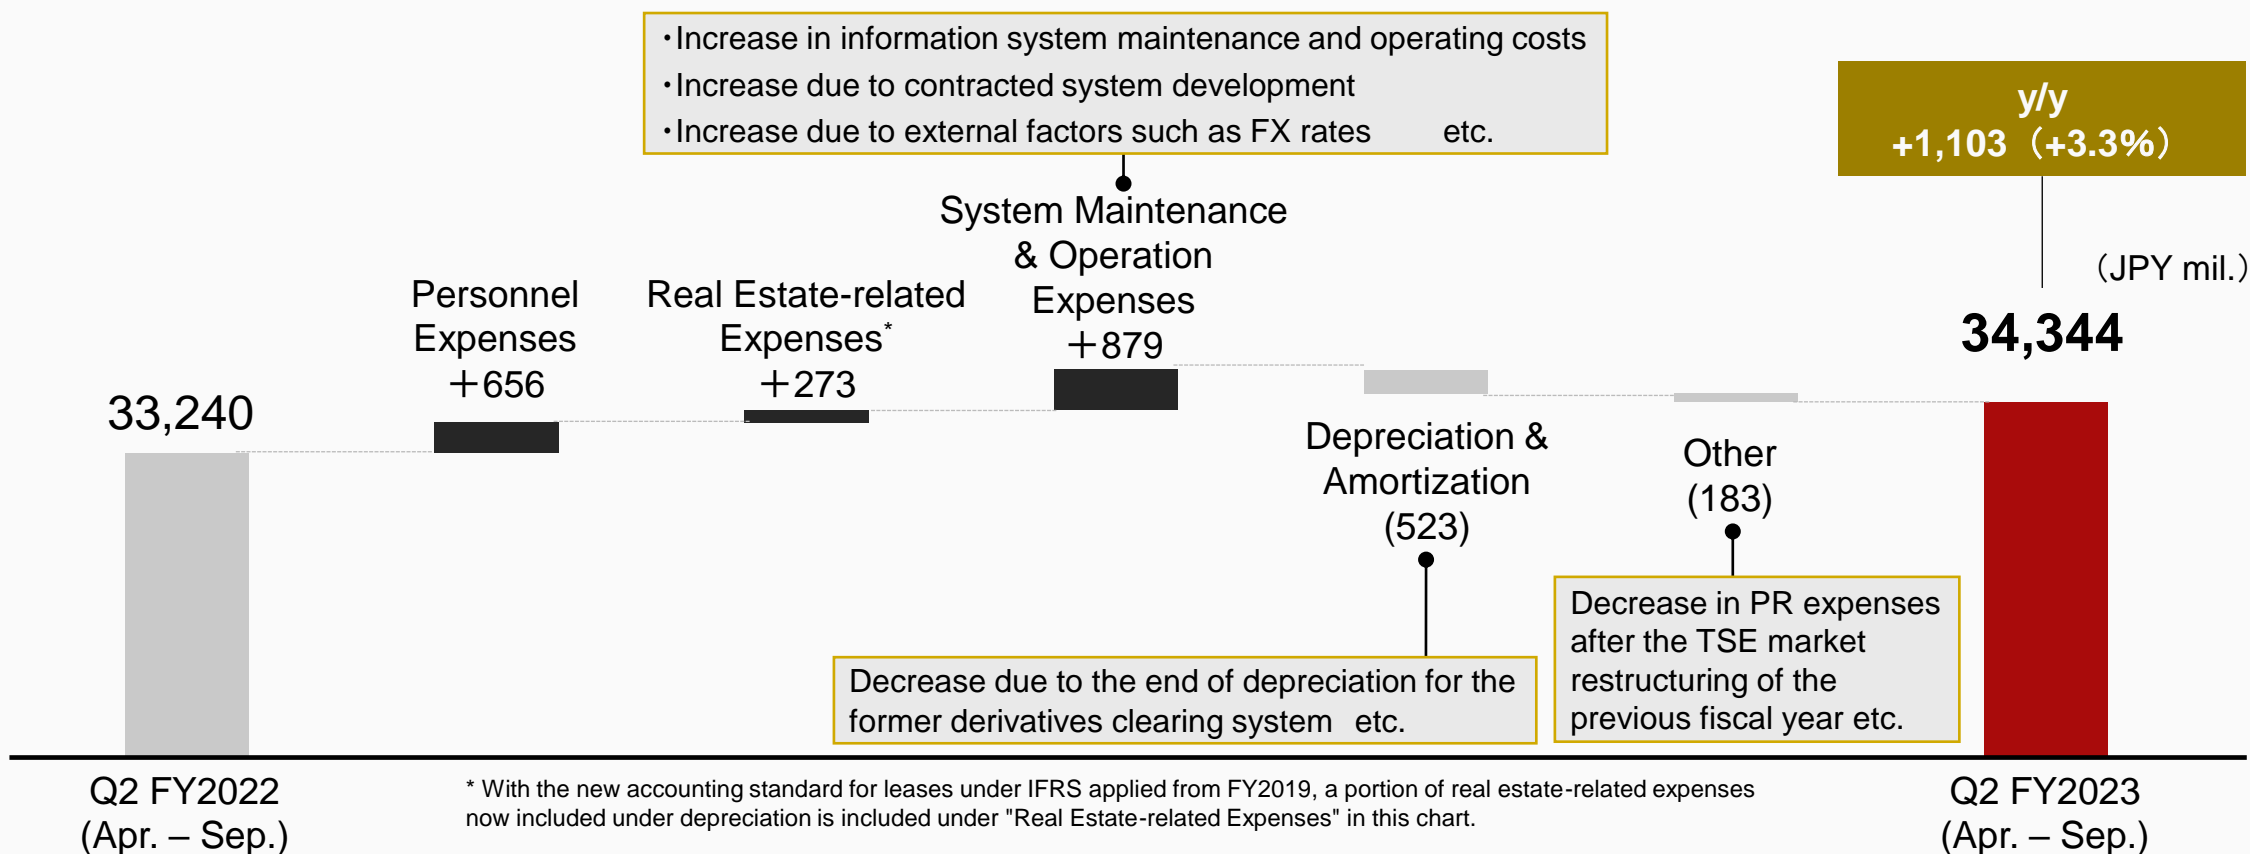 ・Increase in information system maintenance and operating costs
・Increase due to contracted system development
・Increase due to external factors such as FX rates etc.
y/y
+1,103（+3.3%）
（JPY mil.）
33,240
Personnel
Expenses
＋656
Real Estate-related
Expenses*
＋273
System Maintenance
& Operation
Expenses
＋879
Depreciation &
Amortization
(523)
Other
(183)
34,344
Decrease due to the end of depreciation for the
former derivatives clearing system etc.
Decrease in PR expenses
after the TSE market
restructuring of the
previous fiscal year etc.
Q2 FY2022
(Apr. – Sep.)
Q2 FY2023
(Apr. – Sep.)
* With the new accounting standard for leases under IFRS applied from FY2019, a portion of real estate-related expenses
now included under depreciation is included under "Real Estate-related Expenses" in this chart.